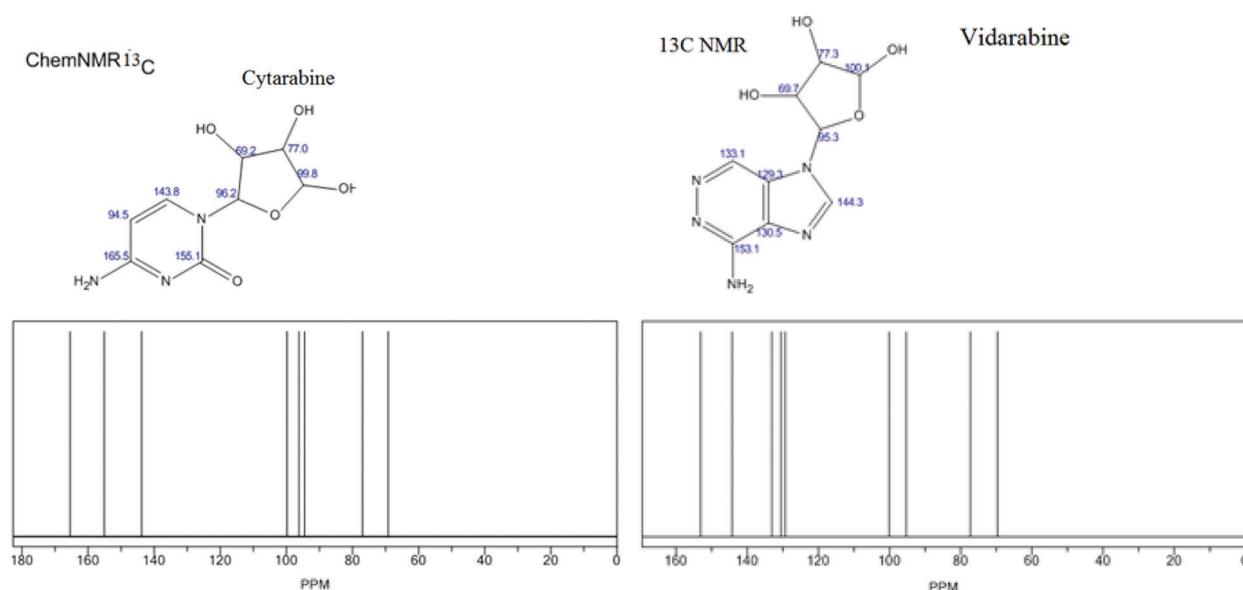 ChemNMR13C
Cytarabine
OH
HO
69.2
77.0
99.8
OH
143.8
96.2
94.5
N
O
165.5
155.1
H2N
N
O
180 160 140 120 100 80 60 40 20 0
PPM
13C NMR
Vidarabine
HO
OH
77.3
100.1
HO
69.7
O
95.3
133.1
N
129.3
N
144.3
N
130.5
N
153.1
NH2
160 140 120 100 80 60 40 20
PPM